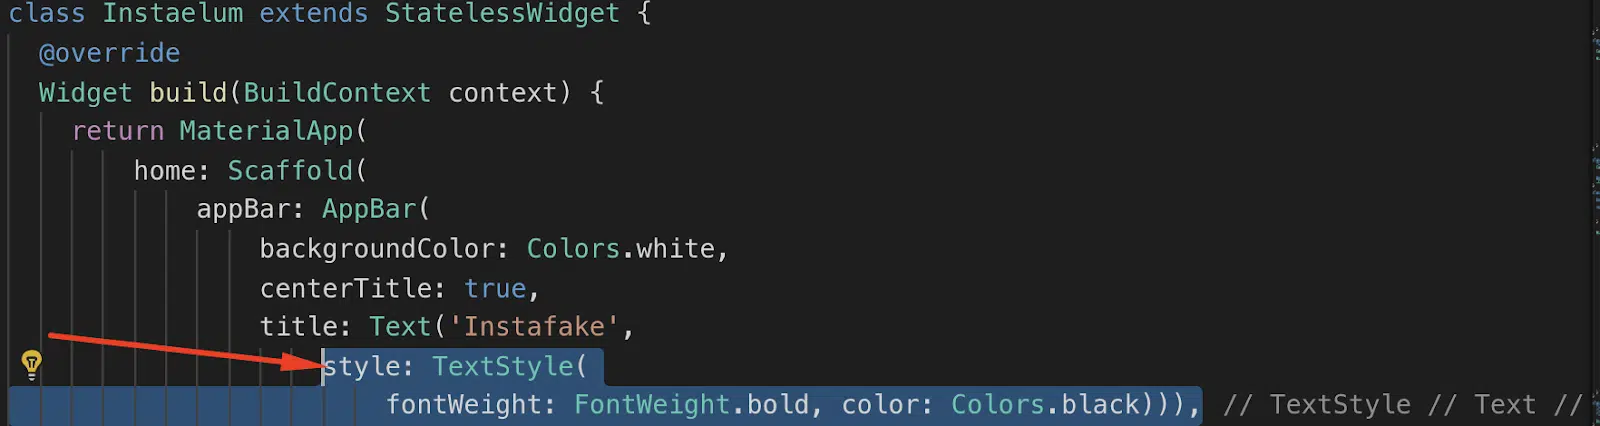 class Instaelum extends StatelessWidget {
@override
Widget build(BuildContext context) {
return MaterialApp(
home: Scaffold(
appBar: AppBar(
backgroundColor: Colors.white,
centerTitle: true,
title: Text('Instafake',
style: TextStyle(
fontWeight: FontWeight.bold, color: Colors.black))), // TextStyle // Text //